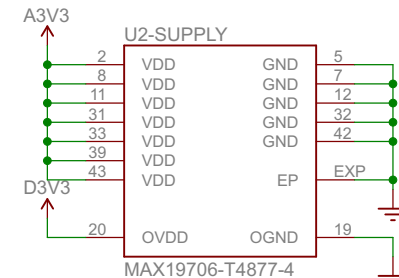 A3V3
U2-SUPPLY
2 VDD GND 5
8 VDD GND 7
11 VDD GND 12
31 VDD GND 32
33 VDD GND 42
39 VDD
43 VDD EP EXP
D3V3
20 OVDD OGND 19
MAX19706-T4877-4